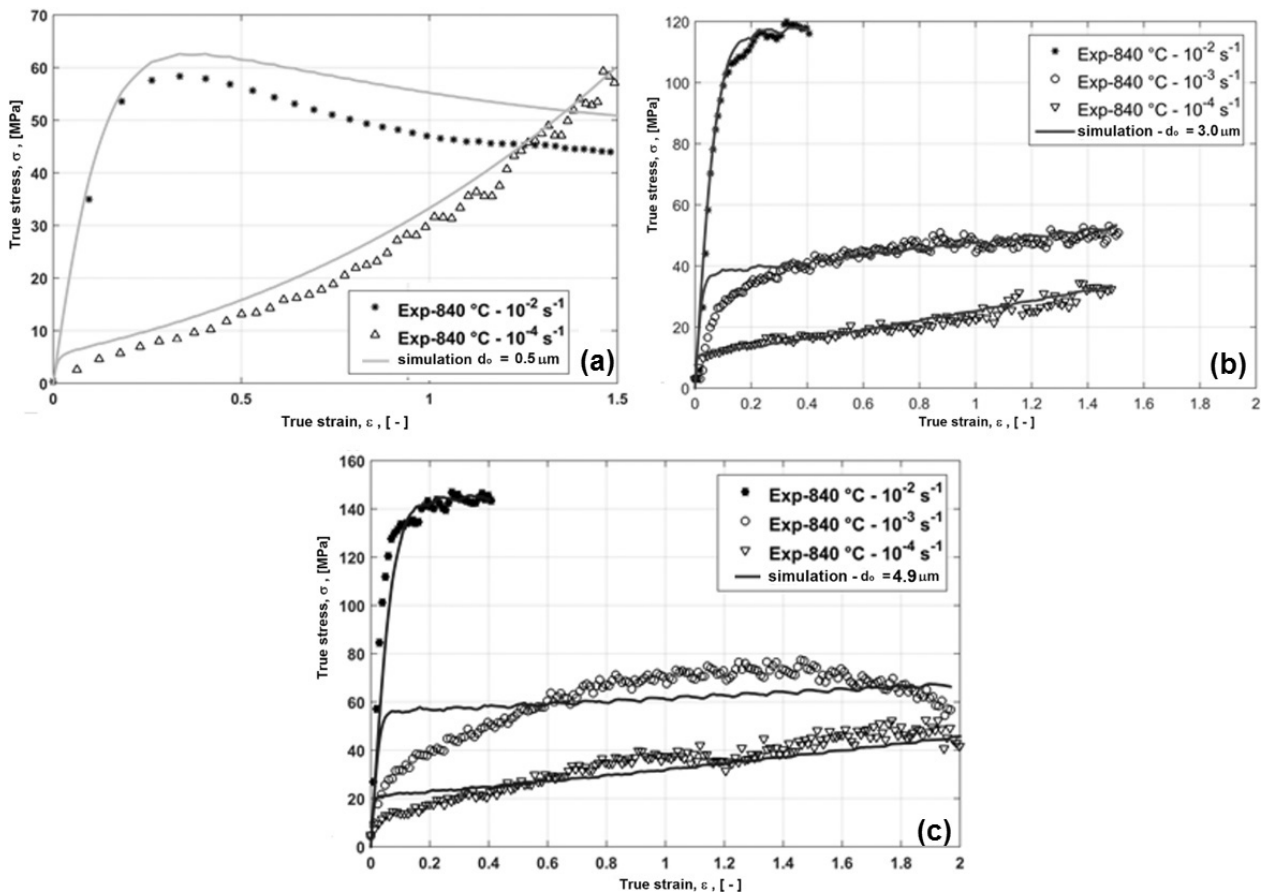 70
60
50
40
30
20
10
0
0
0.5
1
1.5
True stress, σ , [MPa]
True strain, ε , [ - ]
Exp-840 °C - 10⁻² s⁻¹
Exp-840 °C - 10⁻⁴ s⁻¹
simulation dₒ = 0.5 μm
(a)
120
100
80
60
40
20
0
0
0.2
0.4
0.6
0.8
1
1.2
1.4
1.6
1.8
2
True stress, σ , [MPa]
True strain, ε , [ - ]
Exp-840 °C - 10⁻² s⁻¹
Exp-840 °C - 10⁻³ s⁻¹
Exp-840 °C - 10⁻⁴ s⁻¹
simulation - dₒ = 3.0 μm
(b)
160
140
120
100
80
60
40
20
0
0
0.2
0.4
0.6
0.8
1
1.2
1.4
1.6
1.8
2
True stress, σ , [MPa]
True strain, ε , [ - ]
Exp-840 °C - 10⁻² s⁻¹
Exp-840 °C - 10⁻³ s⁻¹
Exp-840 °C - 10⁻⁴ s⁻¹
simulation - dₒ = 4.9 μm
(c)